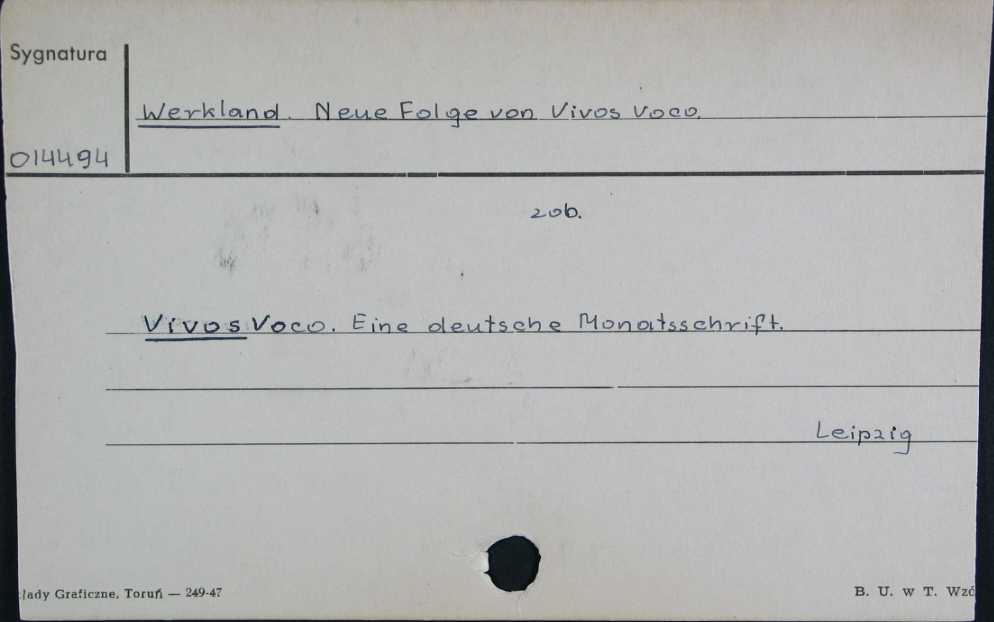 Sygnatura
Werkland. Neue Folge von Vivos Voco.
014494
zob.
Vivos Voco. Eine deutsche Monatsschrift.
Leipzig
łady Graficzne, Toruń — 249-47
B. U. w T. Wzó